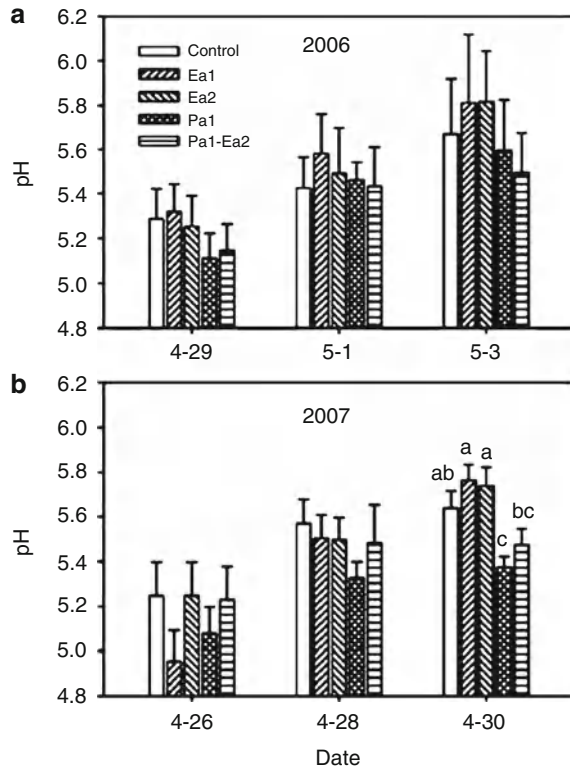 a
6.2
6.0
5.8
5.6
5.4
5.2
5.0
4.8
pH
2006
Control
Ea1
Ea2
Pa1
Pa1-Ea2
4-29 5-1 5-3
b
6.2
6.0
5.8
5.6
5.4
5.2
5.0
4.8
pH
2007
ab a a c bc
4-26 4-28 4-30
Date